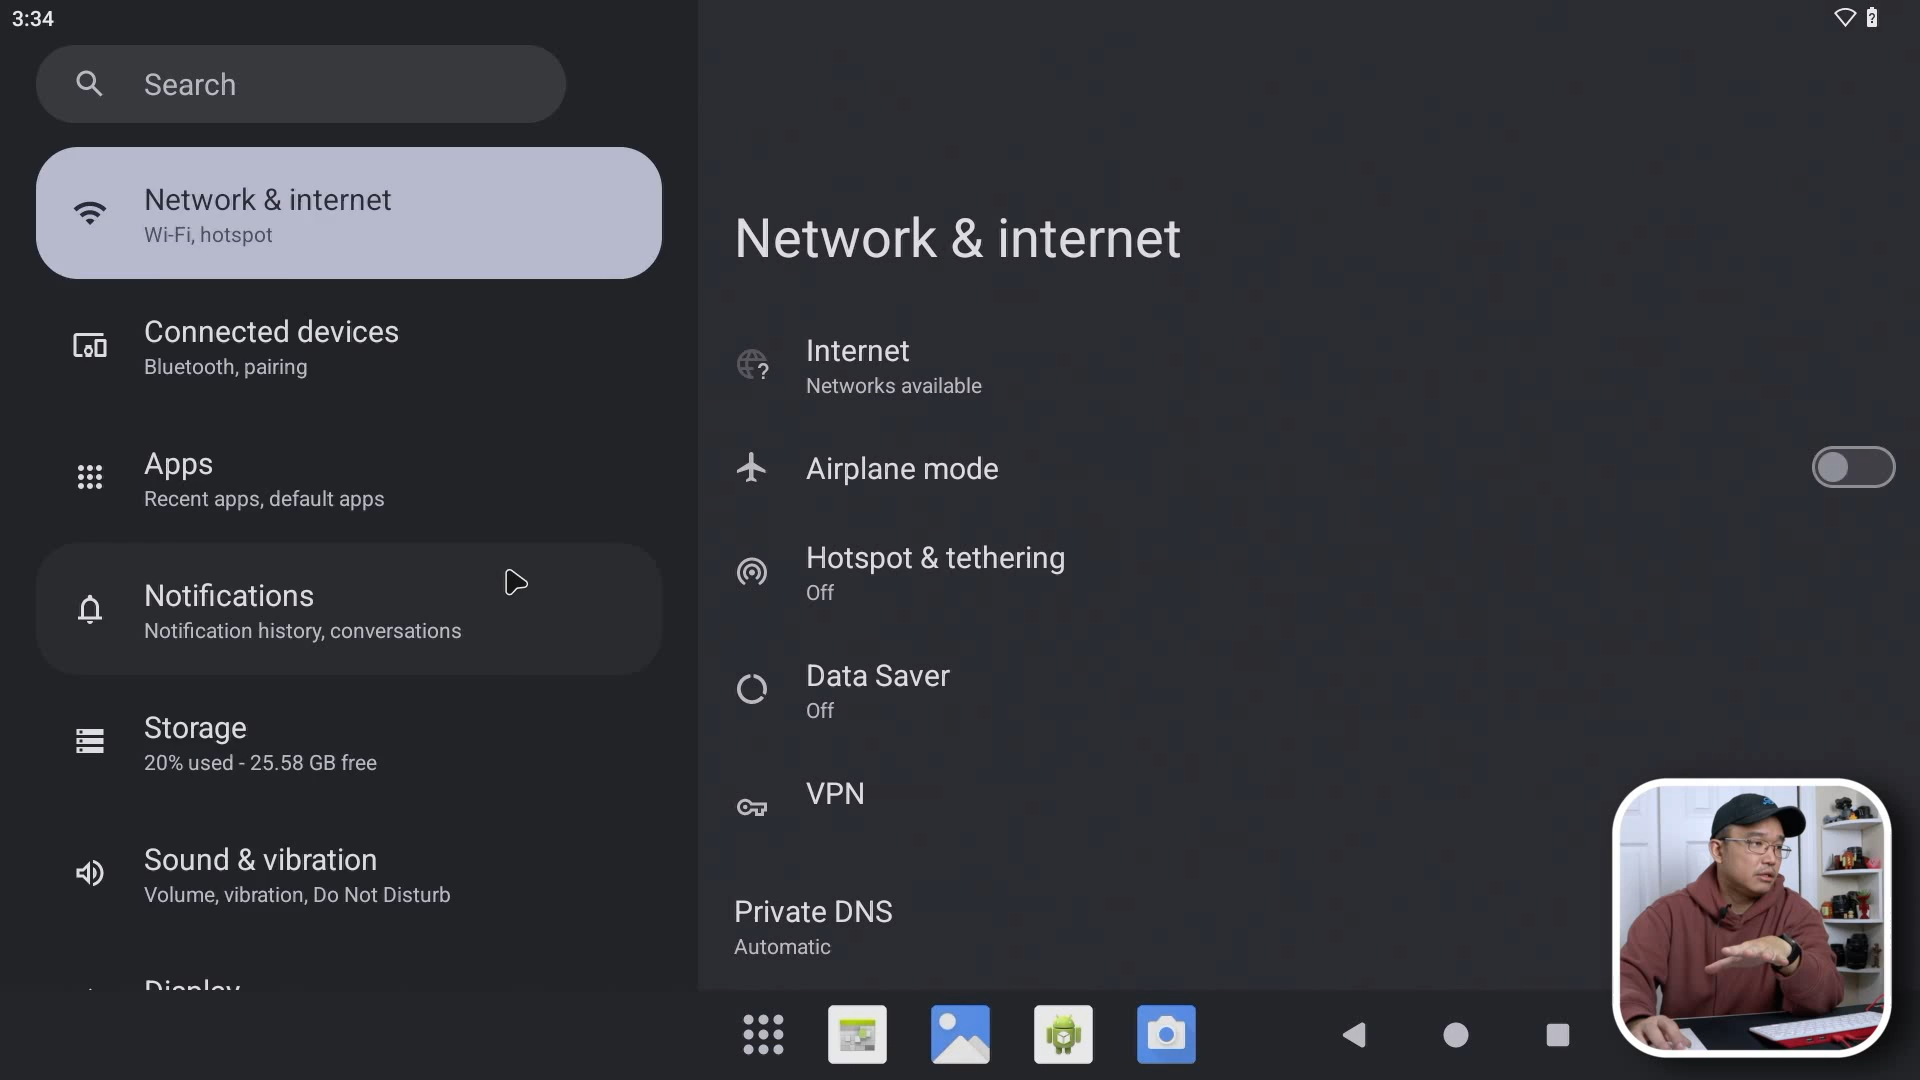 3:34
Search
Network & internet
Wi-Fi, hotspot
Connected devices
Bluetooth, pairing
Apps
Recent apps, default apps
Notifications
Notification history, conversations
Storage
20% used - 25.58 GB free
Sound & vibration
Volume, vibration, Do Not Disturb
Display
Network & internet
Internet
Networks available
Airplane mode
Hotspot & tethering
Off
Data Saver
Off
VPN
Private DNS
Automatic